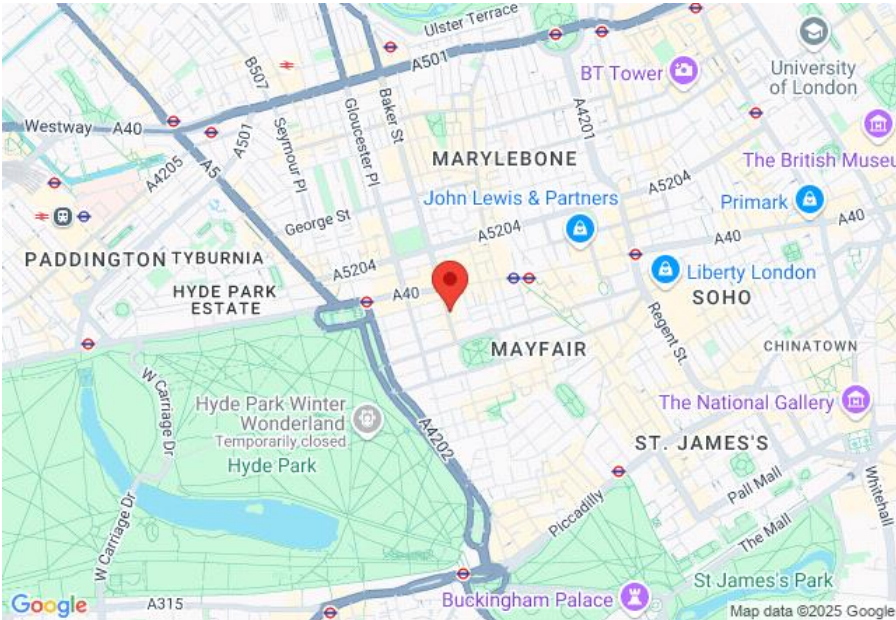 Ulster Terrace
A501
B507
BT Tower
University
of London
Baker St
Gloucester Pl
A4201
Westway
A40
A501
Seymour Pl
The British Museu
MARYLEBONE
A4205
A5
A5204
John Lewis & Partners
Primark
George St
A5204
A40
PADDINGTON
TYBURNIA
A5204
Liberty London
HYDE PARK
ESTATE
A40
SOHO
Regent St.
MAYFAIR
CHINATOWN
W Carriage Dr
Hyde Park Winter
Wonderland
Temporarily closed
The National Gallery
A4202
Hyde Park
ST. JAMES'S
Piccadilly
Pall Mall
Whitehall
W Carriage Dr
The Mall
St James's Park
Google
A315
Buckingham Palace
Map data ©2025 Google